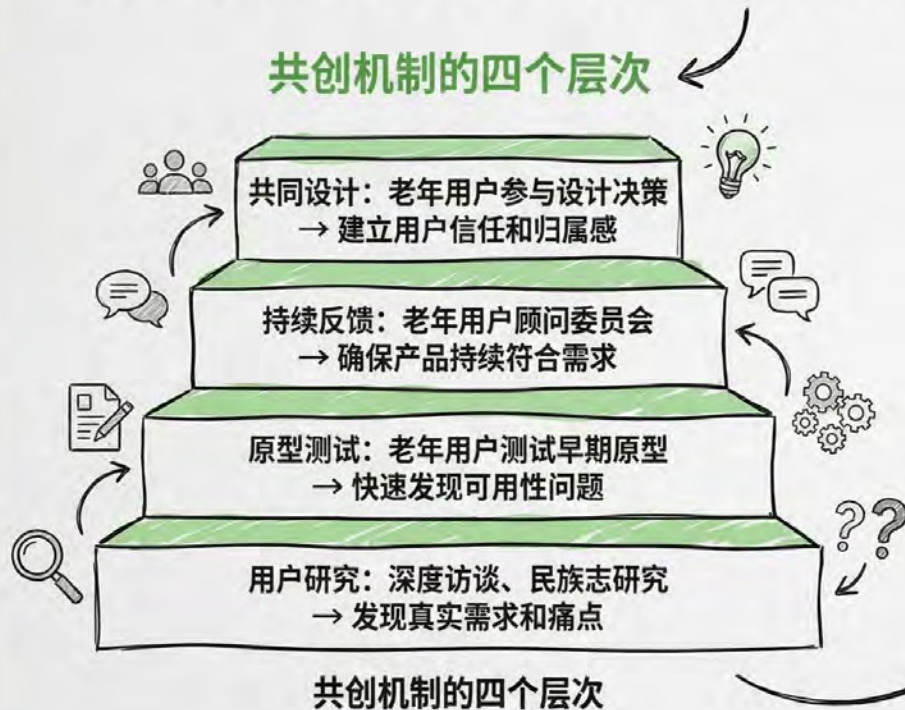 共创机制的四个层次
共同设计：老年用户参与设计决策
→ 建立用户信任和归属感
持续反馈：老年用户顾问委员会
→ 确保产品持续符合需求
原型测试：老年用户测试早期原型
→ 快速发现可用性问题
用户研究：深度访谈、民族志研究
→ 发现真实需求和痛点
共创机制的四个层次